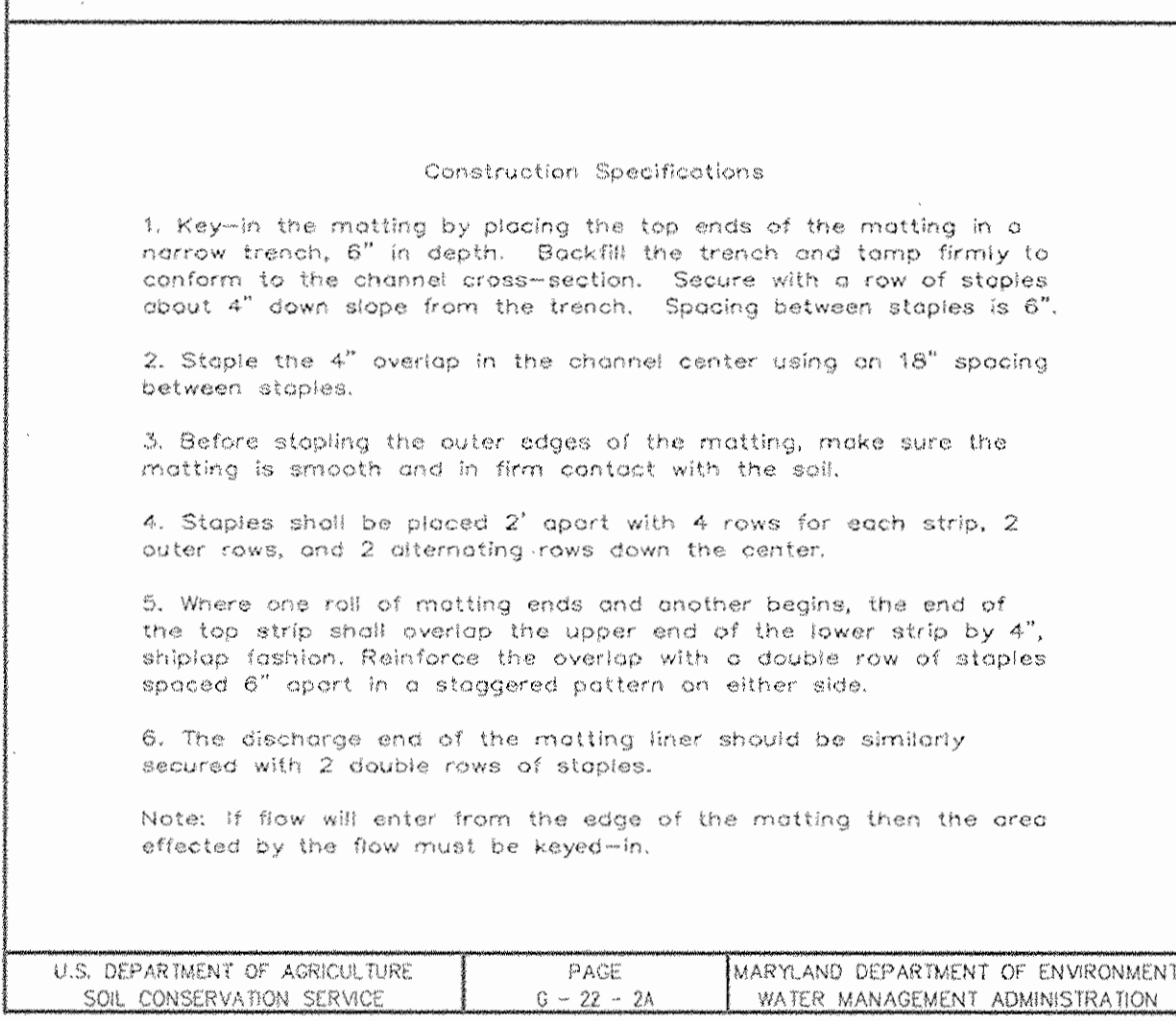 Construction Specifications
1. Key-in the matting by placing the top ends of the matting in a
narrow trench, 6" in depth. Backfill the trench and tamp firmly to
conform to the channel cross-section. Secure with a row of staples
about 4" down slope from the trench. Spacing between staples is 6".
2. Staple the 4" overlap in the channel center using an 18" spacing
between staples.
3. Before stapling the outer edges of the matting, make sure the
matting is smooth and in firm contact with the soil.
4. Staples shall be placed 2' apart with 4 rows for each strip, 2
outer rows, and 2 alternating rows down the center.
5. Where one roll of matting ends and another begins, the end of
the top strip shall overlap the upper end of the lower strip by 4",
shiplap fashion. Reinforce the overlap with a double row of staples
spaced 6" apart in a staggered pattern on either side.
6. The discharge end of the matting liner should be similarly
secured with 2 double rows of staples.
Note: If flow will enter from the edge of the matting then the area
effected by the flow must be keyed-in.
U.S. DEPARTMENT OF AGRICULTURE
SOIL CONSERVATION SERVICE
PAGE
G - 22 - 2A
MARYLAND DEPARTMENT OF ENVIRONMENT
WATER MANAGEMENT ADMINISTRATION